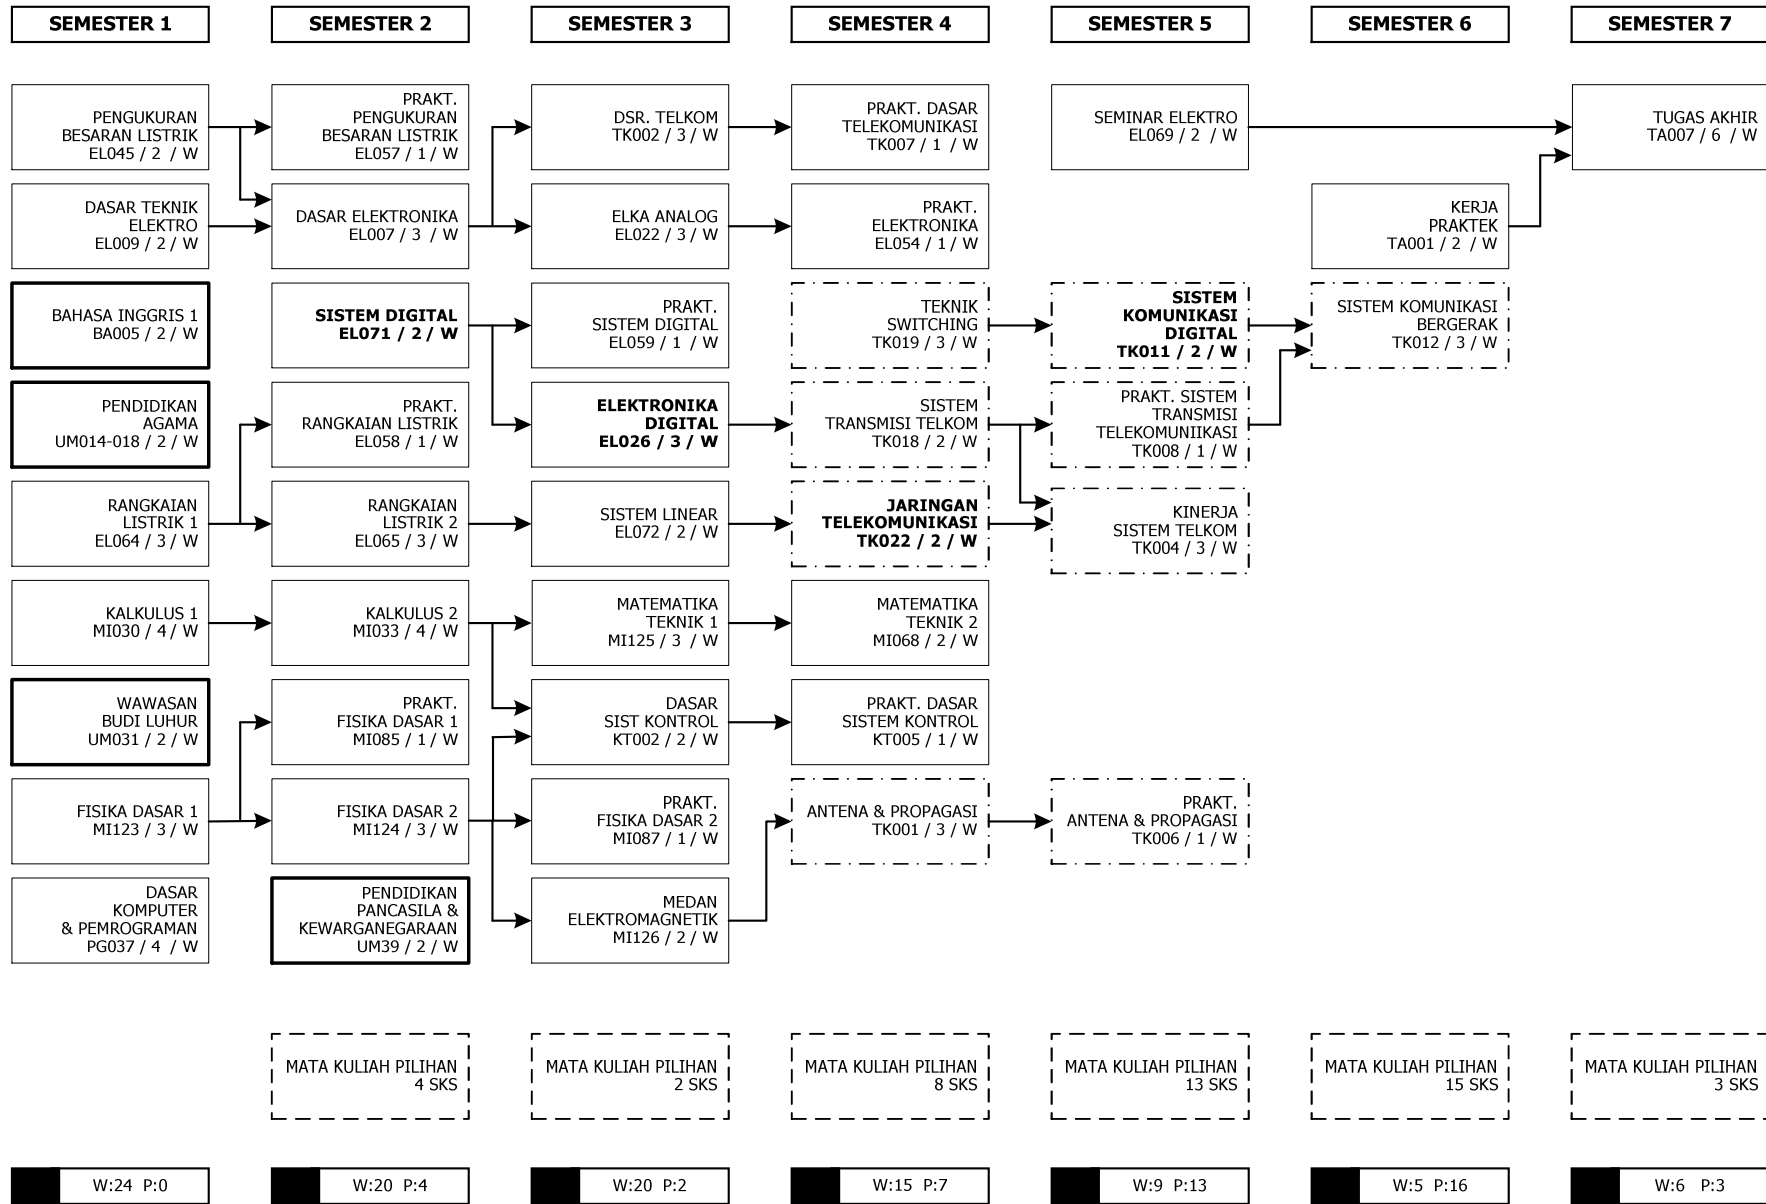 SEMESTER 1
SEMESTER 2
SEMESTER 3
SEMESTER 4
SEMESTER 5
SEMESTER 6
SEMESTER 7
PENGUKURAN
BESARAN LISTRIK
EL045 / 2 / W
PRAKT.
PENGUKURAN
BESARAN LISTRIK
EL057 / 1 / W
DSR. TELKOM
TK002 / 3 / W
PRAKT. DASAR
TELEKOMUNIKASI
TK007 / 1 / W
SEMINAR ELEKTRO
EL069 / 2 / W
TUGAS AKHIR
TA007 / 6 / W
DASAR TEKNIK
ELEKTRO
EL009 / 2 / W
DASAR ELEKTRONIKA
EL007 / 3 / W
ELKA ANALOG
EL022 / 3 / W
PRAKT.
ELEKTRONIKA
EL054 / 1 / W
KERJA
PRAKTEK
TA001 / 2 / W
BAHASA INGGRIS 1
BA005 / 2 / W
SISTEM DIGITAL
EL071 / 2 / W
PRAKT.
SISTEM DIGITAL
EL059 / 1 / W
TEKNIK
SWITCHING
TK019 / 3 / W
SISTEM
KOMUNIKASI
DIGITAL
TK011 / 2 / W
SISTEM KOMUNIKASI
BERGERAK
TK012 / 3 / W
PENDIDIKAN
AGAMA
UM014-018 / 2 / W
PRAKT.
RANGKAIAN LISTRIK
EL058 / 1 / W
ELEKTRONIKA
DIGITAL
EL026 / 3 / W
SISTEM
TRANSMISI TELKOM
TK018 / 2 / W
PRAKT. SISTEM
TRANSMISI
TELEKOMUNIIKASI
TK008 / 1 / W
RANGKAIAN
LISTRIK 1
EL064 / 3 / W
RANGKAIAN
LISTRIK 2
EL065 / 3 / W
SISTEM LINEAR
EL072 / 2 / W
JARINGAN
TELEKOMUNIKASI
TK022 / 2 / W
KINERJA
SISTEM TELKOM
TK004 / 3 / W
KALKULUS 1
MI030 / 4 / W
KALKULUS 2
MI033 / 4 / W
MATEMATIKA
TEKNIK 1
MI125 / 3 / W
MATEMATIKA
TEKNIK 2
MI068 / 2 / W
WAWASAN
BUDI LUHUR
UM031 / 2 / W
PRAKT.
FISIKA DASAR 1
MI085 / 1 / W
DASAR
SIST KONTROL
KT002 / 2 / W
PRAKT. DASAR
SISTEM KONTROL
KT005 / 1 / W
FISIKA DASAR 1
MI123 / 3 / W
FISIKA DASAR 2
MI124 / 3 / W
PRAKT.
FISIKA DASAR 2
MI087 / 1 / W
ANTENA & PROPAGASI
TK001 / 3 / W
PRAKT.
ANTENA & PROPAGASI
TK006 / 1 / W
DASAR
KOMPUTER
& PEMROGRAMAN
PG037 / 4 / W
PENDIDIKAN
PANCASILA &
KEWARGANEGARAAN
UM39 / 2 / W
MEDAN
ELEKTROMAGNETIK
MI126 / 2 / W
MATA KULIAH PILIHAN
4 SKS
MATA KULIAH PILIHAN
2 SKS
MATA KULIAH PILIHAN
8 SKS
MATA KULIAH PILIHAN
13 SKS
MATA KULIAH PILIHAN
15 SKS
MATA KULIAH PILIHAN
3 SKS
W:24 P:0
W:20 P:4
W:20 P:2
W:15 P:7
W:9 P:13
W:5 P:16
W:6 P:3